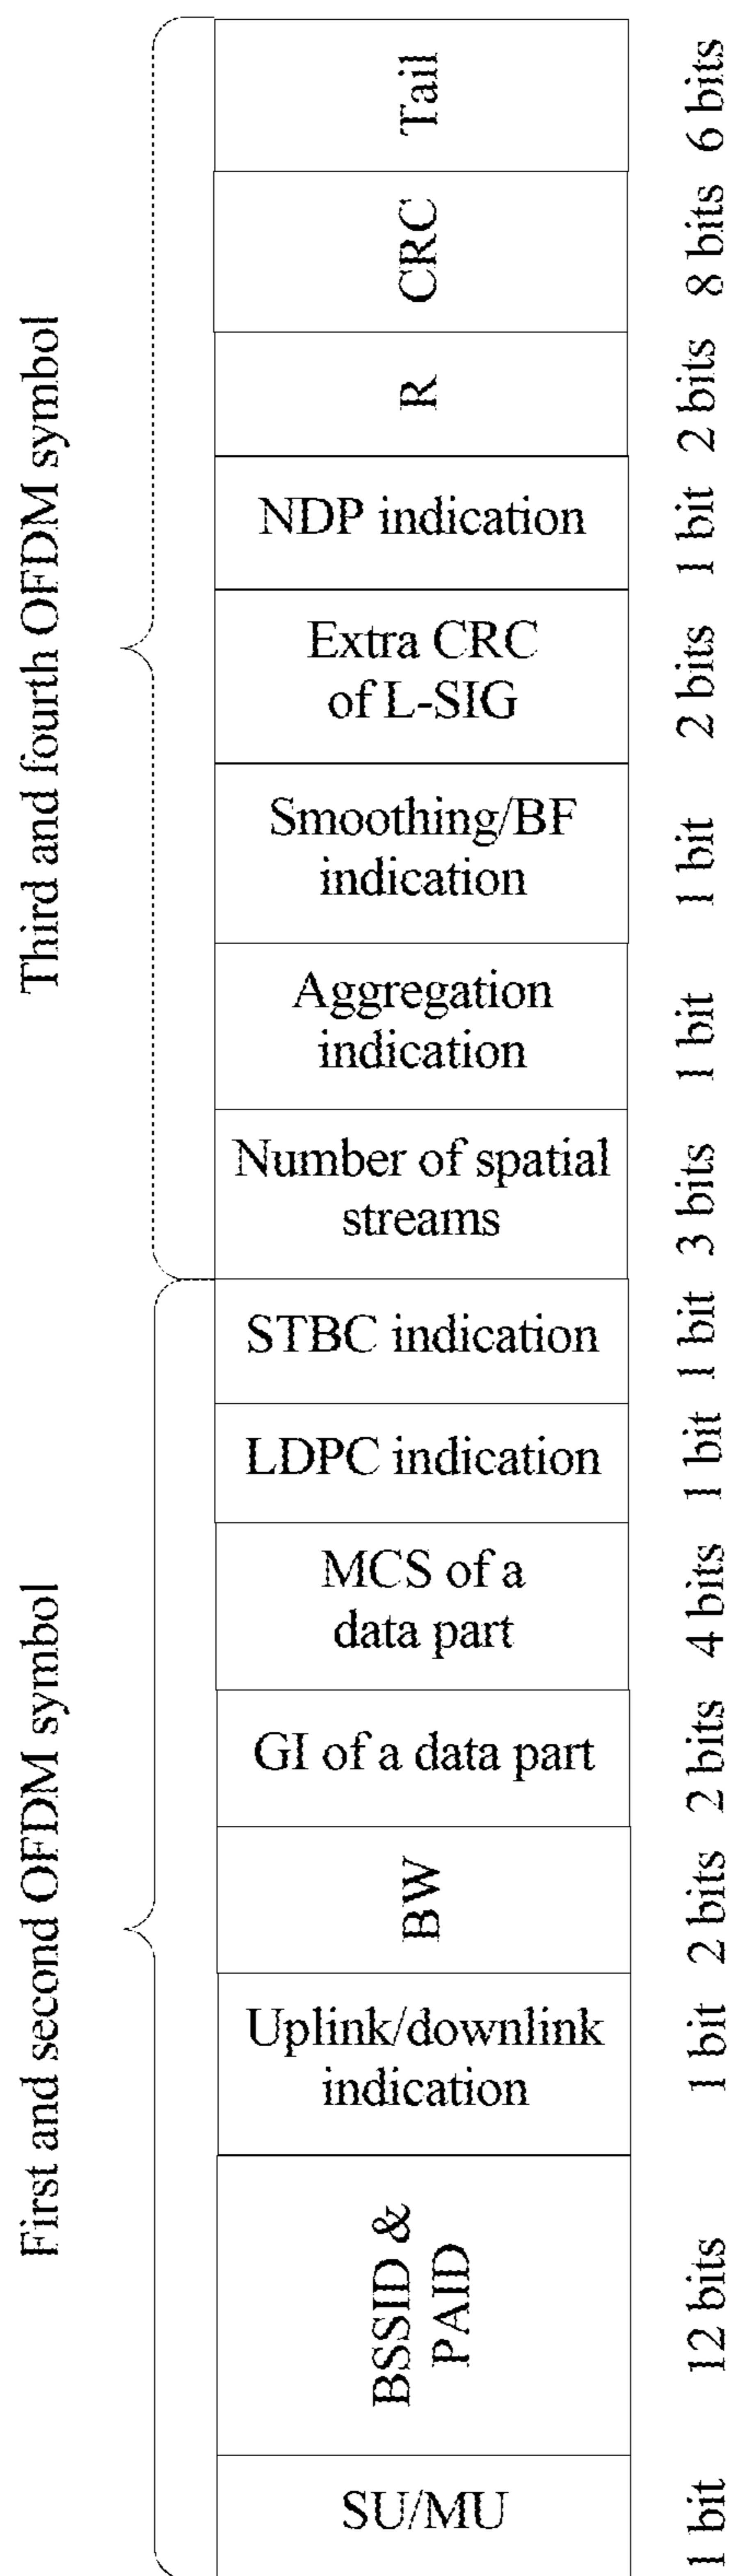 Third and fourth OFDM symbol
Tail
6 bits
CRC
8 bits
R
2 bits
NDP indication
1 bit
Extra CRC
of L-SIG
2 bits
Smoothing/BF
indication
1 bit
Aggregation
indication
1 bit
Number of spatial
streams
3 bits
First and second OFDM symbol
STBC indication
1 bit
LDPC indication
1 bit
MCS of a
data part
4 bits
GI of a data part
2 bits
BW
2 bits
Uplink/downlink
indication
1 bit
BSSID &
PAID
12 bits
SU/MU
1 bit